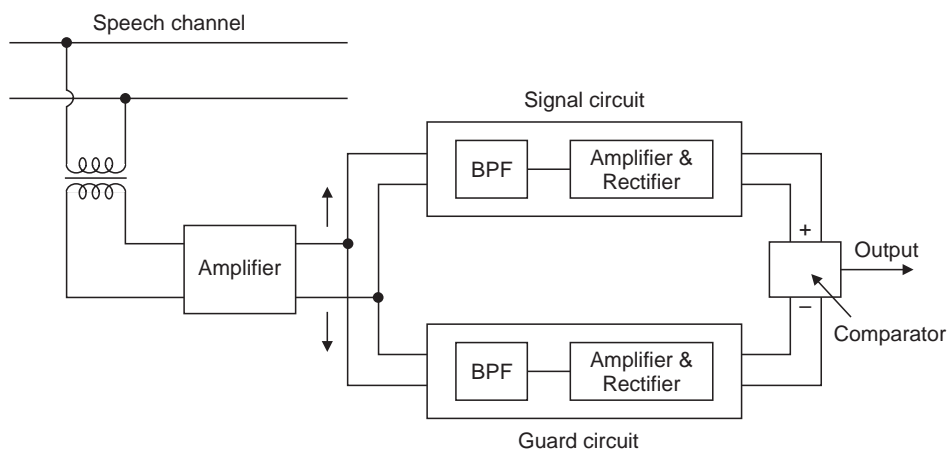 Speech channel
Signal circuit
BPF
Amplifier &
Rectifier
Amplifier
+
Output
–
Comparator
BPF
Amplifier &
Rectifier
Guard circuit